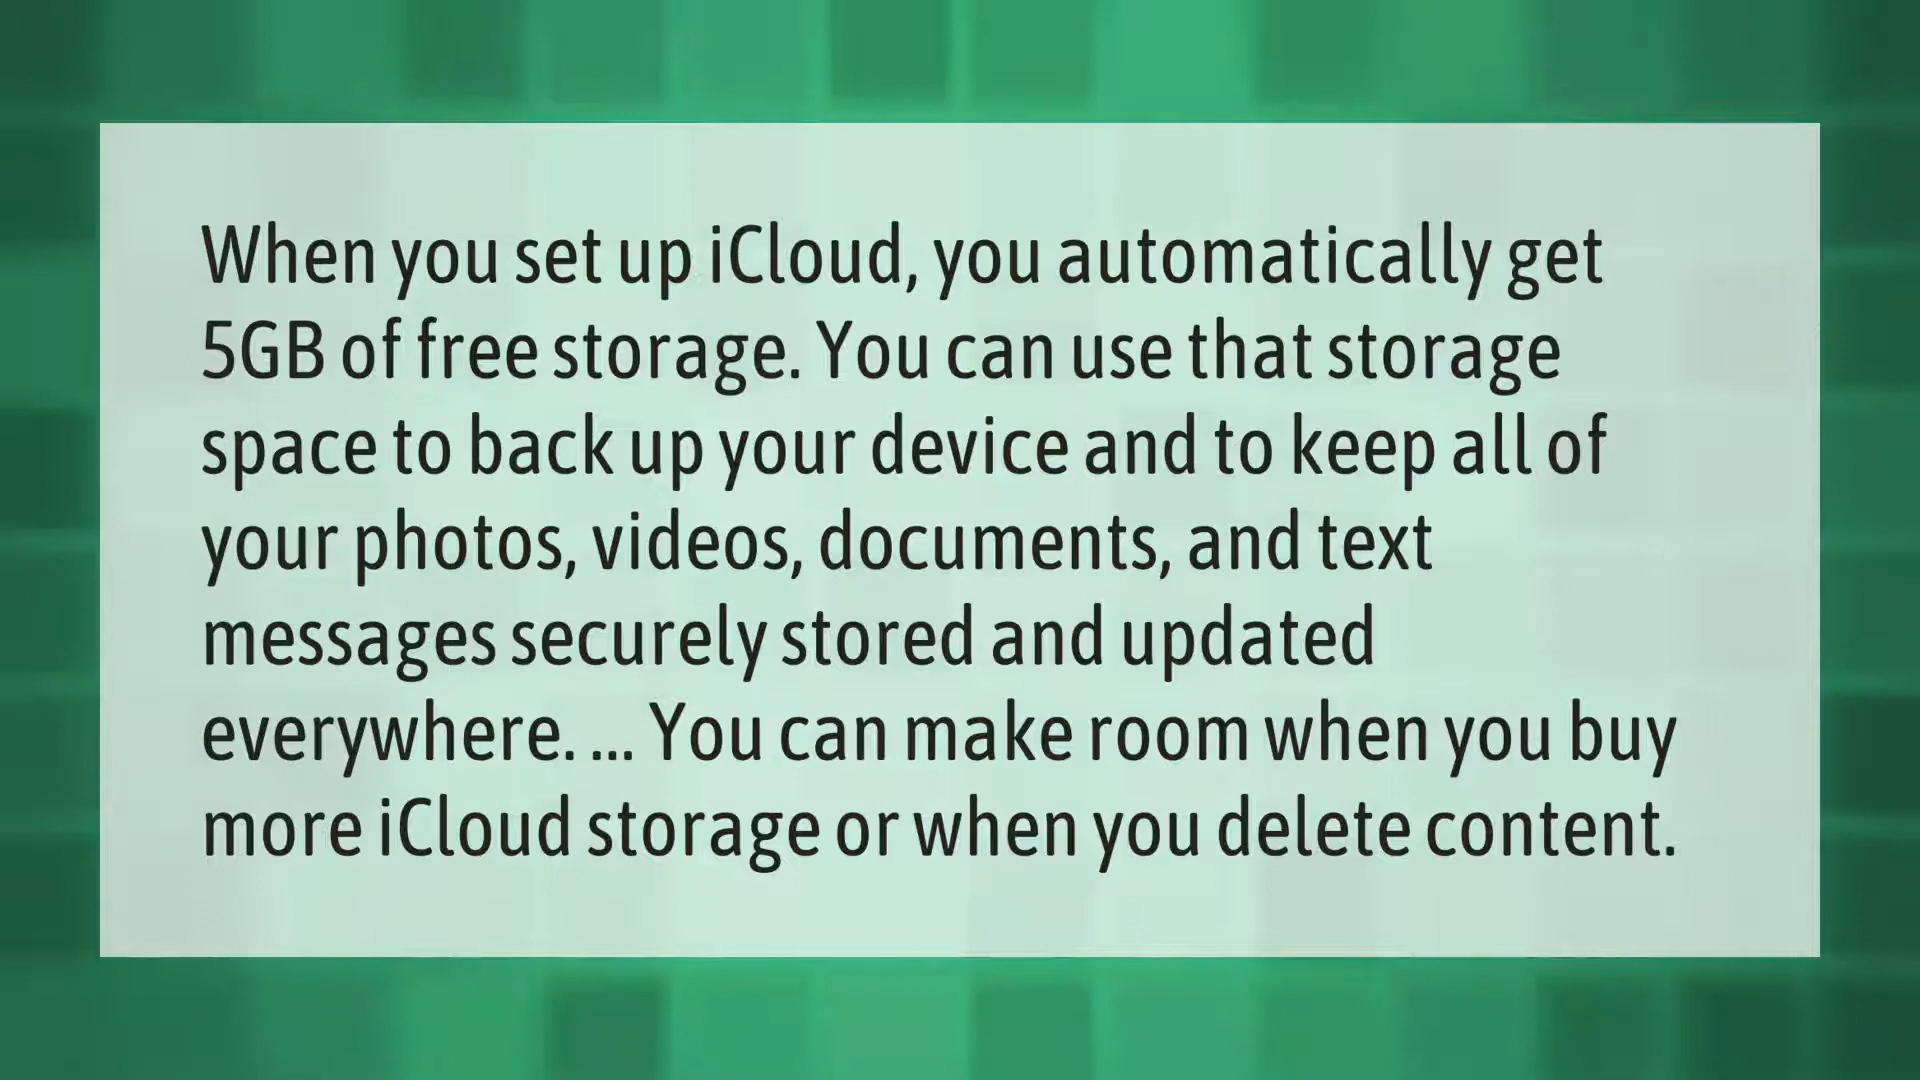 When you set up iCloud, you automatically get
5GB of free storage. You can use that storage
space to back up your device and to keep all of
your photos, videos, documents, and text
messages securely stored and updated
everywhere. ... You can make room when you buy
more iCloud storage or when you delete content.